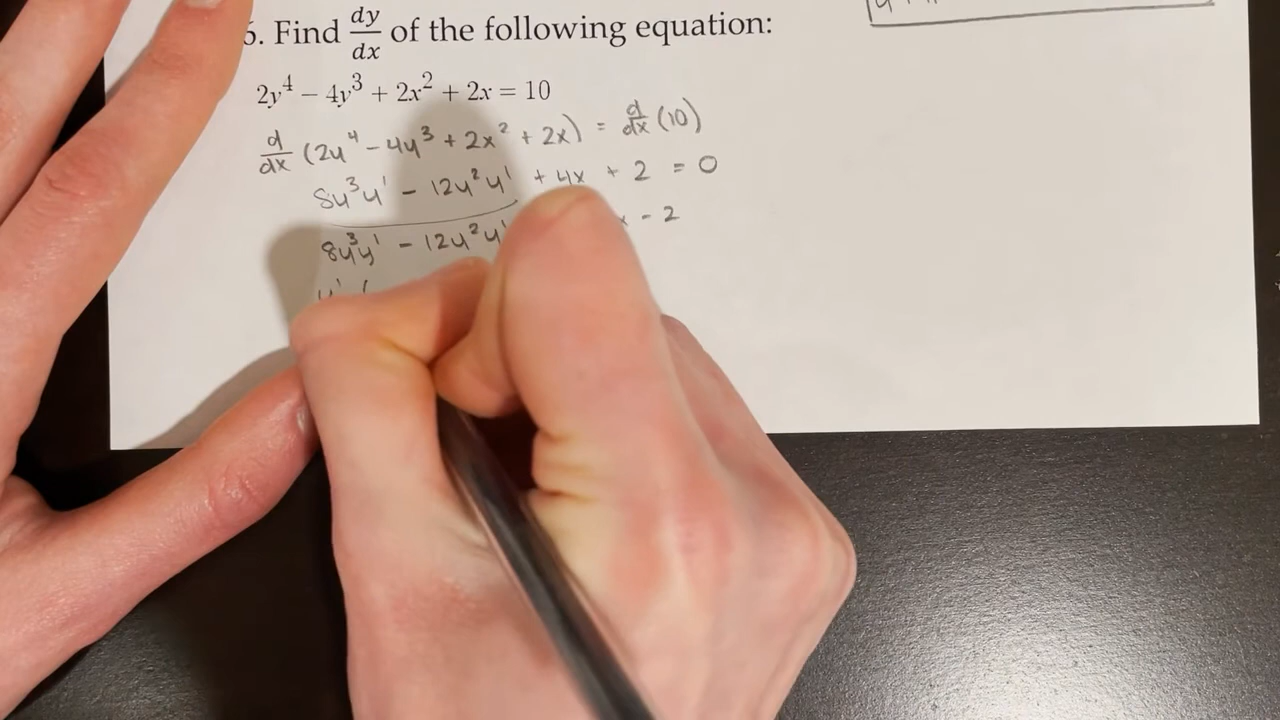 5. Find dy/dx of the following equation:
2y⁴ − 4y³ + 2x² + 2x = 10
d/dx (2y⁴ − 4y³ + 2x² + 2x) = d/dx (10)
8y³y' − 12y²y' + 4x + 2 = 0
8y³y' − 12y²y' x − 2
y' (